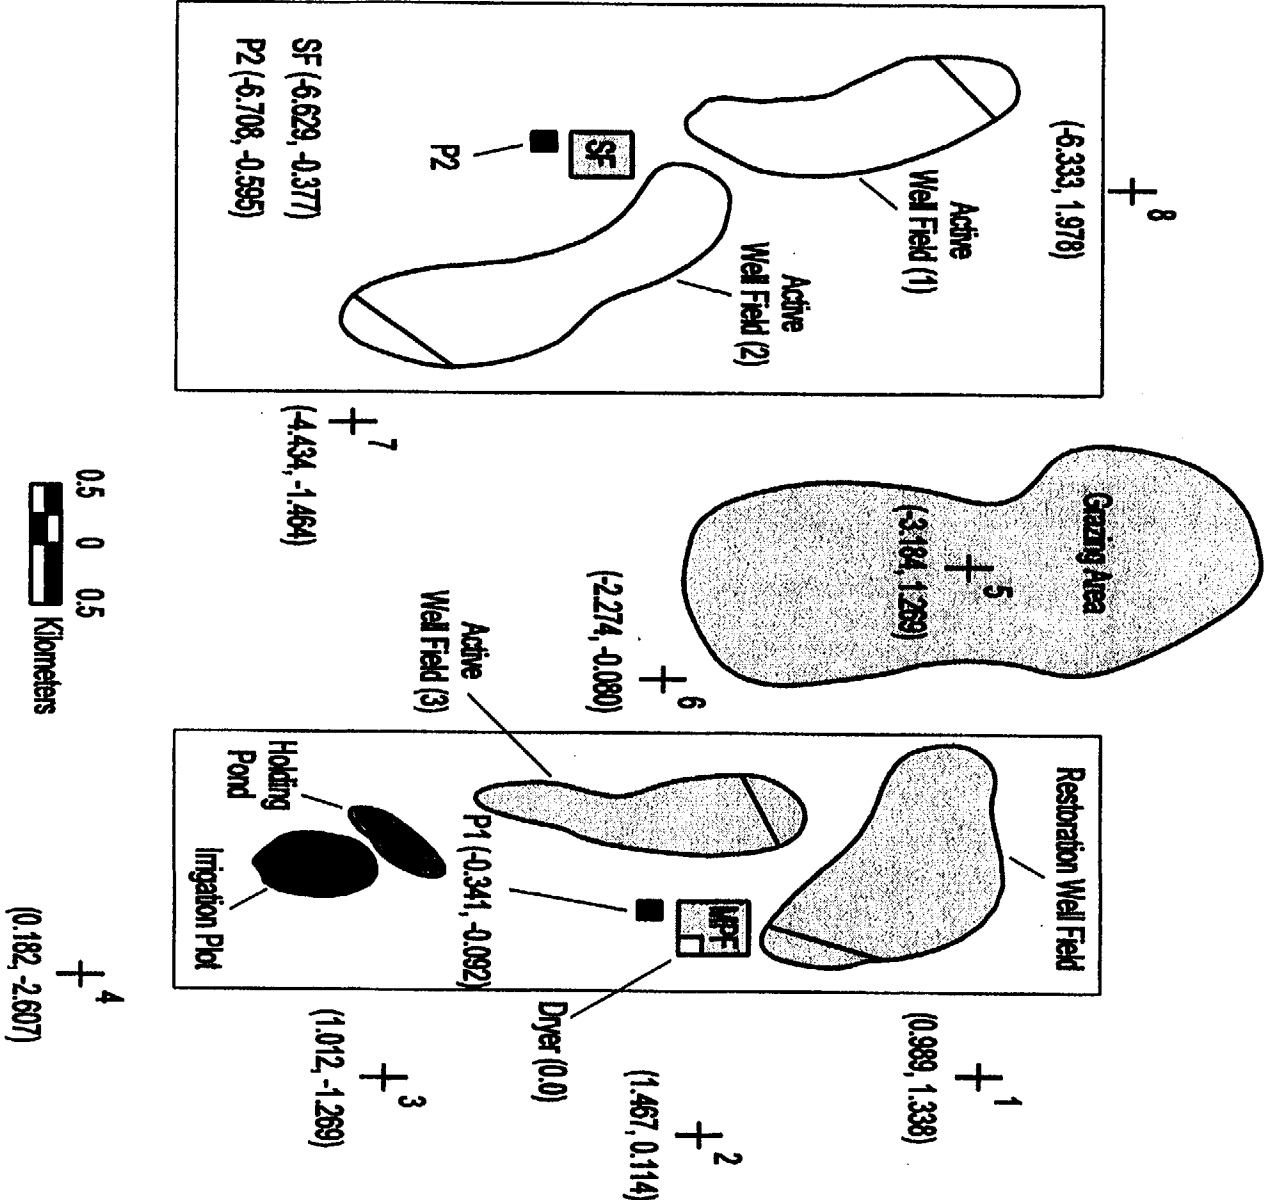 8
(-6.333, 1.978)
Active
Well Field (1)
Active
Well Field (2)
SF
P2
SF (-6.629, -0.377)
P2 (-6.708, -0.595)
7
(-4.434, -1.464)
Grazing Area
5
(-3.184, 1.269)
6
(-2.274, -0.080)
Active
Well Field (3)
0.5 0 0.5
Kilometers
Restoration Well Field
MPF
P1 (-0.341, -0.092)
Holding
Pond
Irrigation Plot
Dryer (0.0)
1
(0.989, 1.338)
2
(1.467, 0.114)
3
(1.012, -1.269)
4
(0.182, -2.607)